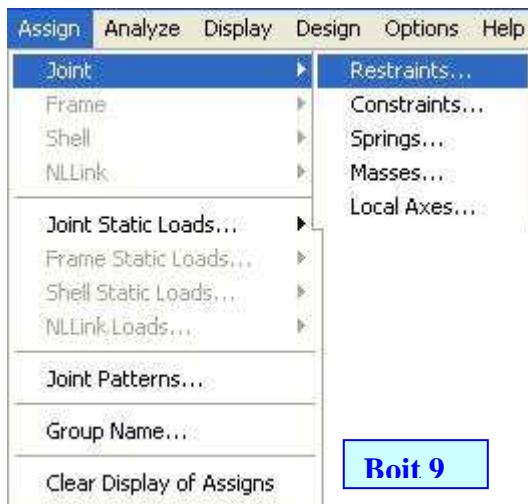 Assign Analyze Display Design Options Help
Joint
Restraints...
Constraints...
Springs...
Masses...
Local Axes...
Frame
Shell
NLLink
Joint Static Loads...
Frame Static Loads...
Shell Static Loads...
NLLink Loads...
Joint Patterns...
Group Name...
Clear Display of Assigns
Boit 9